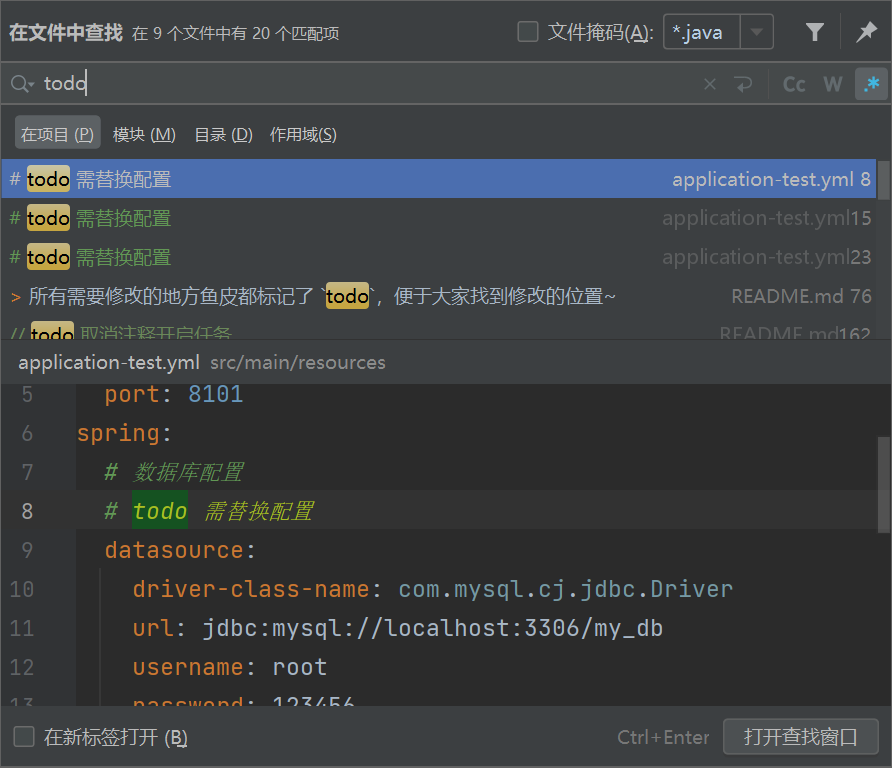 在文件中查找 在 9 个文件中有 20 个匹配项 文件掩码(A): *.java
todo Cc W .*
在项目 (P) 模块 (M) 目录 (D) 作用域(S)
# todo 需替换配置 application-test.yml 8
# todo 需替换配置 application-test.yml15
# todo 需替换配置 application-test.yml23
> 所有需要修改的地方鱼皮都标记了 `todo`，便于大家找到修改的位置~ README.md 76
// todo 取消注释开启任务 README.md162
application-test.yml src/main/resources
5 port: 8101
6 spring:
7 # 数据库配置
8 # todo 需替换配置
9 datasource:
10 driver-class-name: com.mysql.cj.jdbc.Driver
11 url: jdbc:mysql://localhost:3306/my_db
12 username: root
13 password: 123456
在新标签打开 (B) Ctrl+Enter 打开查找窗口